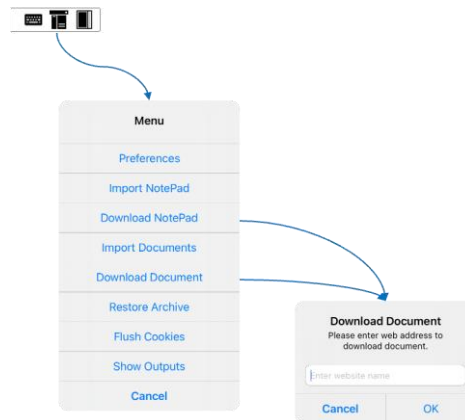 Menu
Preferences
Import NotePad
Download NotePad
Import Documents
Download Document
Restore Archive
Flush Cookies
Show Outputs
Cancel
Download Document
Please enter web address to
download document.
Enter website name
Cancel OK